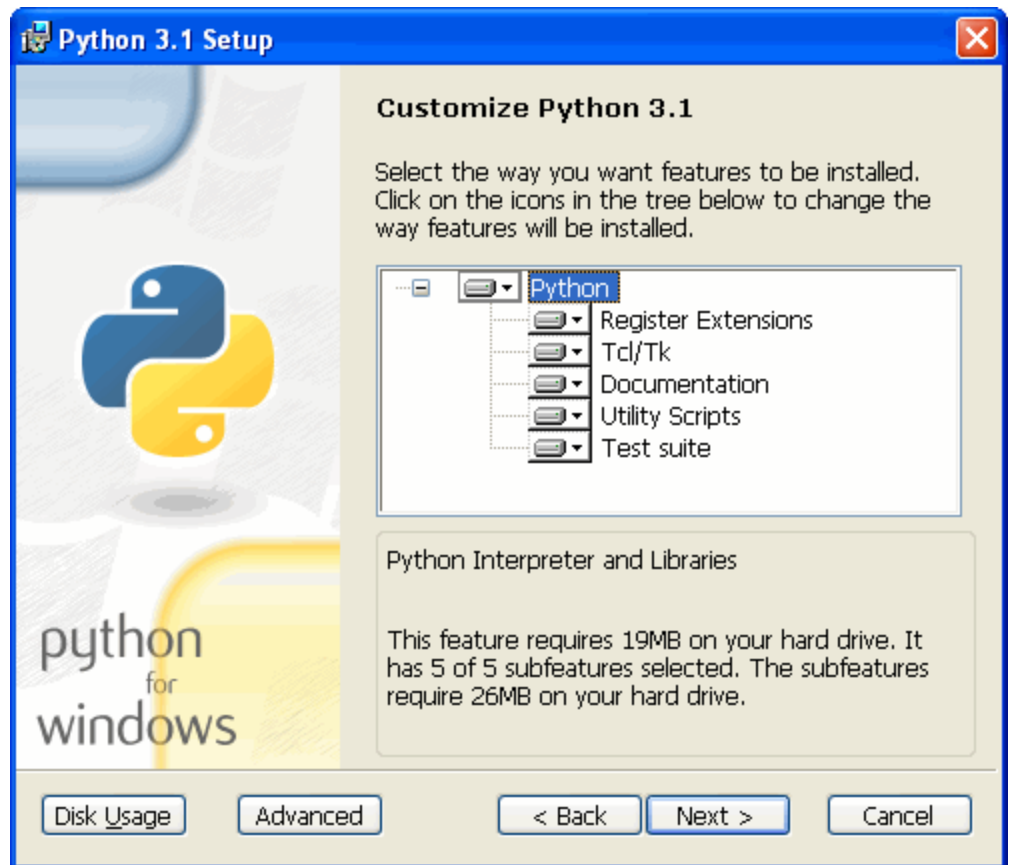 Python 3.1 Setup
Customize Python 3.1
Select the way you want features to be installed.
Click on the icons in the tree below to change the
way features will be installed.
Python
Register Extensions
Tcl/Tk
Documentation
Utility Scripts
Test suite
Python Interpreter and Libraries
This feature requires 19MB on your hard drive. It
has 5 of 5 subfeatures selected. The subfeatures
require 26MB on your hard drive.
python
for
windows
Disk Usage
Advanced
< Back
Next >
Cancel